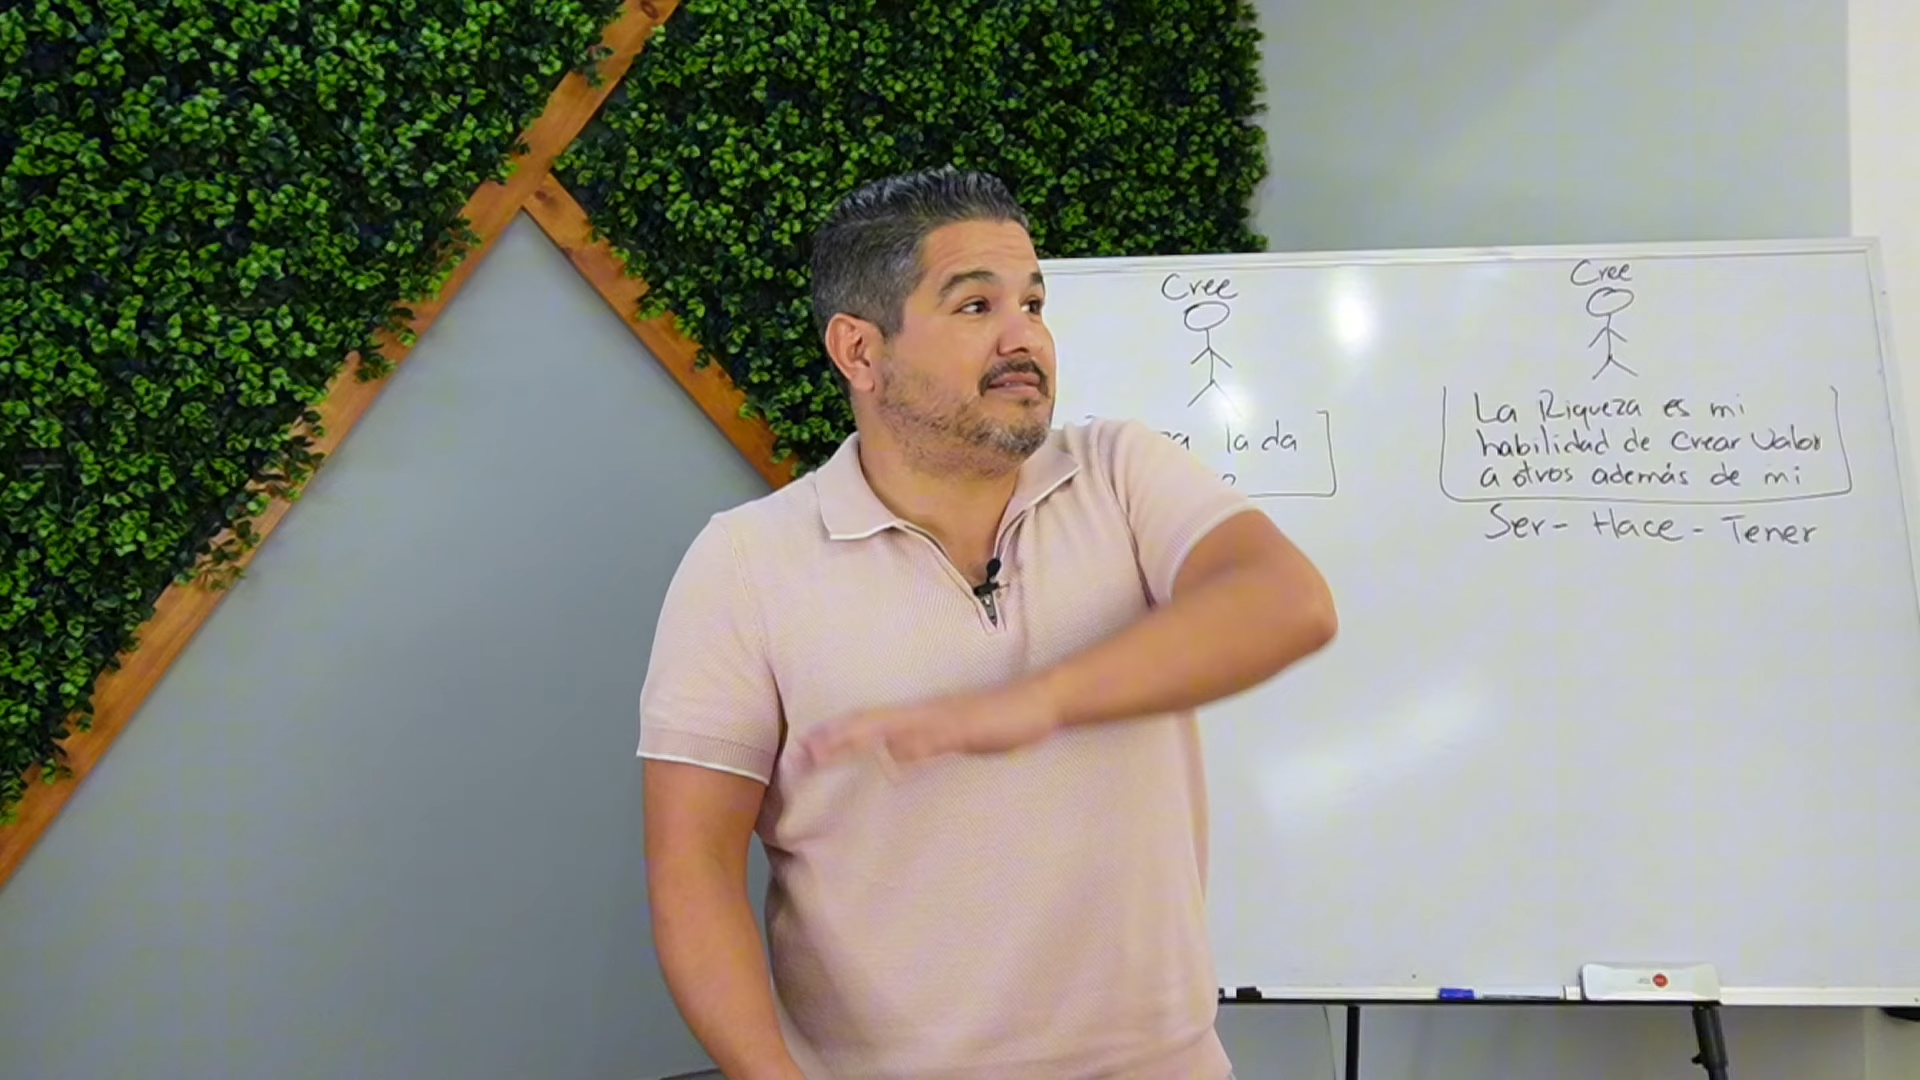 Cree
la da
Cree
La Riqueza es mi
habilidad de crear valor
a otros además de mi
Ser - Hace - Tener